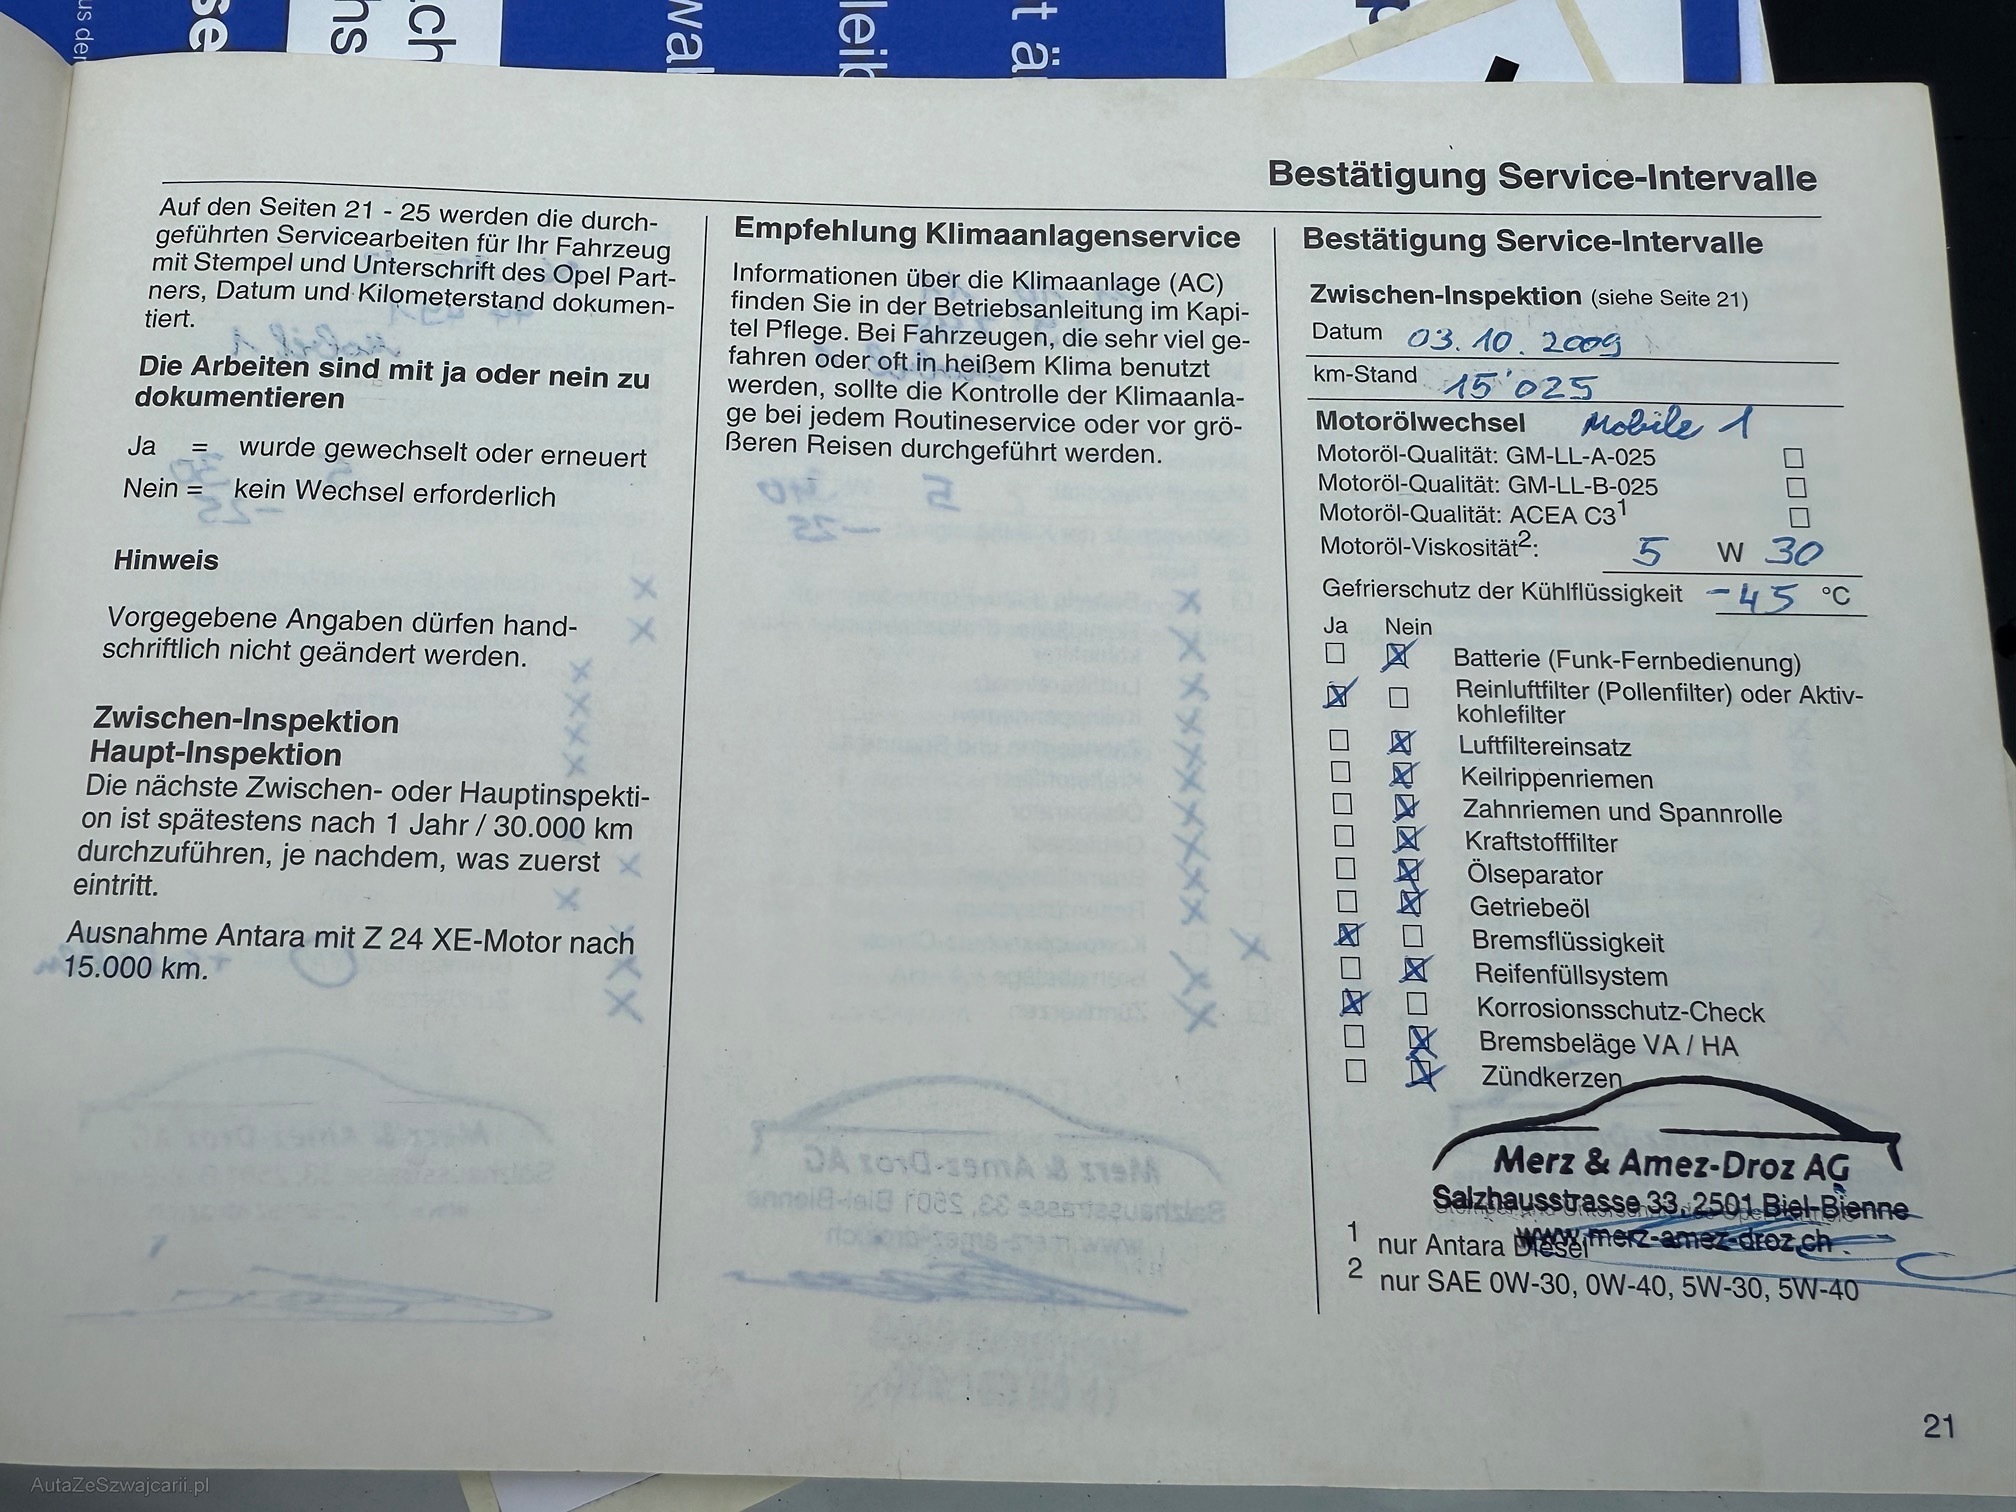 us der
se
hs
ch
wal
leib
t ä
Bestätigung Service-Intervalle
Auf den Seiten 21 - 25 werden die durch-
geführten Servicearbeiten für Ihr Fahrzeug
mit Stempel und Unterschrift des Opel Part-
ners, Datum und Kilometerstand dokumen-
tiert.
Die Arbeiten sind mit ja oder nein zu
dokumentieren
Ja = wurde gewechselt oder erneuert
Nein = kein Wechsel erforderlich
Hinweis
Vorgegebene Angaben dürfen hand-
schriftlich nicht geändert werden.
Zwischen-Inspektion
Haupt-Inspektion
Die nächste Zwischen- oder Hauptinspekti-
on ist spätestens nach 1 Jahr / 30.000 km
durchzuführen, je nachdem, was zuerst
eintritt.
Ausnahme Antara mit Z 24 XE-Motor nach
15.000 km.
Empfehlung Klimaanlagenservice
Informationen über die Klimaanlage (AC)
finden Sie in der Betriebsanleitung im Kapi-
tel Pflege. Bei Fahrzeugen, die sehr viel ge-
fahren oder oft in heißem Klima benutzt
werden, sollte die Kontrolle der Klimaanla-
ge bei jedem Routineservice oder vor grö-
ßeren Reisen durchgeführt werden.
Bestätigung Service-Intervalle
Zwischen-Inspektion (siehe Seite 21)
Datum 03.10.2009
km-Stand 15'025
Motorölwechsel Mobile 1
Motoröl-Qualität: GM-LL-A-025
Motoröl-Qualität: GM-LL-B-025
Motoröl-Qualität: ACEA C3¹
Motoröl-Viskosität²: 5 W 30
Gefrierschutz der Kühlflüssigkeit -45 °C
Ja Nein
Batterie (Funk-Fernbedienung)
Reinluftfilter (Pollenfilter) oder Aktiv-
kohlefilter
Luftfiltereinsatz
Keilrippenriemen
Zahnriemen und Spannrolle
Kraftstofffilter
Ölseparator
Getriebeöl
Bremsflüssigkeit
Reifenfüllsystem
Korrosionsschutz-Check
Bremsbeläge VA / HA
Zündkerzen
Merz & Amez-Droz AG
Salzhausstrasse 33, 2501 Biel-Bienne
www.merz-amez-droz.ch
1 nur Antara Diesel
2 nur SAE 0W-30, 0W-40, 5W-30, 5W-40
21
AutaZeSzwajcarii.pl